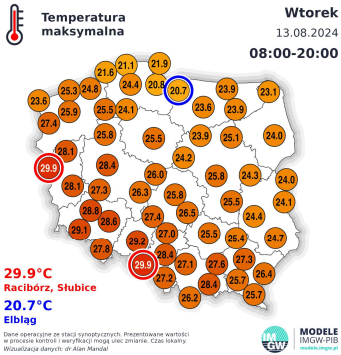 Temperatura
maksymalna
Wtorek
13.08.2024
08:00-20:00
21.6 21.1 21.9
23.6 25.3 24.8 24.4 20.8 20.7 23.9 23.1
27.4 25.9 25.5 24.1 23.6 23.9
25.8 25.5 23.9 25.1 24.0
28.1 24.2
29.9 28.4 26.0 25.8 24.3 24.0
28.1 27.3 26.3 25.8 25.5 24.1
28.8 28.6 27.4 26.5 24.4
29.1 27.0 25.5 26.4 24.7
27.8 29.2 28.4
29.9 27.1 27.6 27.3
27.2 28.4 25.7 26.4
26.2 25.7
29.9°C
Racibórz, Słubice
20.7°C
Elbląg
Dane operacyjne ze stacji synoptycznych. Prezentowane wartości
w procesie kontroli i weryfikacji mogą ulec zmianie. Czas lokalny.
Wizualizacja danych: dr Alan Mandal
IM
GW
MODELE
IMGW-PIB
modele.imgw.pl